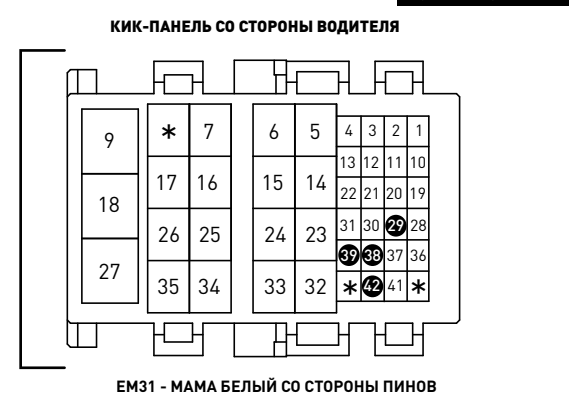 КИК-ПАНЕЛЬ СО СТОРОНЫ ВОДИТЕЛЯ
9 * 7 6 5 4 3 2 1
13 12 11 10
18 17 16 15 14 22 21 20 19
26 25 24 23 31 30 29 28
27 39 38 37 36
35 34 33 32 * 42 41 *
EM31 - МАМА БЕЛЫЙ СО СТОРОНЫ ПИНОВ